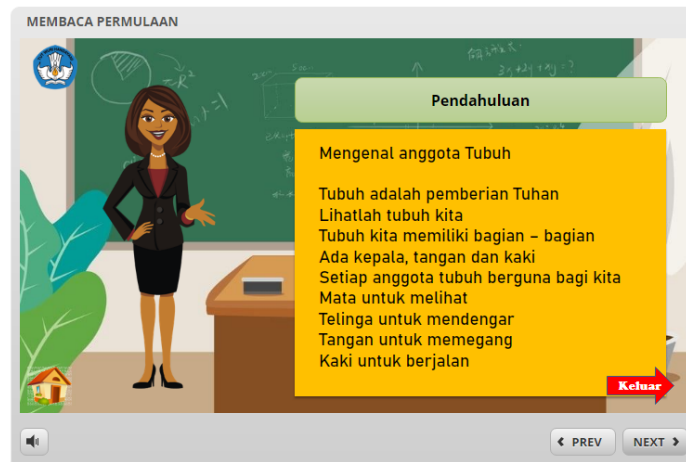 MEMBACA PERMULAAN
Pendahuluan
Mengenal anggota Tubuh
Tubuh adalah pemberian Tuhan
Lihatlah tubuh kita
Tubuh kita memiliki bagian – bagian
Ada kepala, tangan dan kaki
Setiap anggota tubuh berguna bagi kita
Mata untuk melihat
Telinga untuk mendengar
Tangan untuk memegang
Kaki untuk berjalan
Keluar
PREV
NEXT